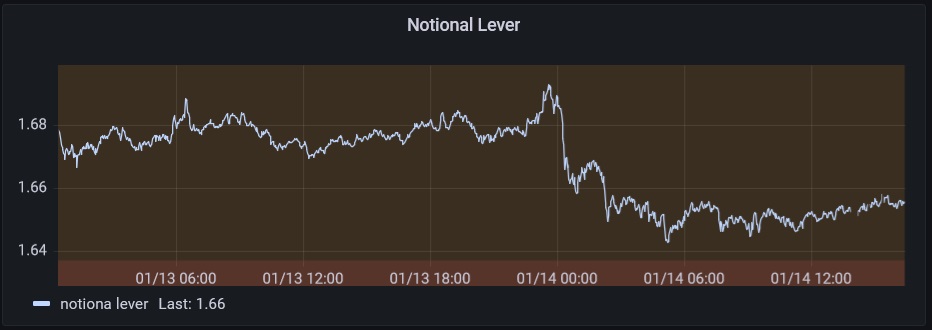 Notional Lever
1.68
1.66
1.64
01/13 06:00 01/13 12:00 01/13 18:00 01/14 00:00 01/14 06:00 01/14 12:00
notiona lever Last: 1.66